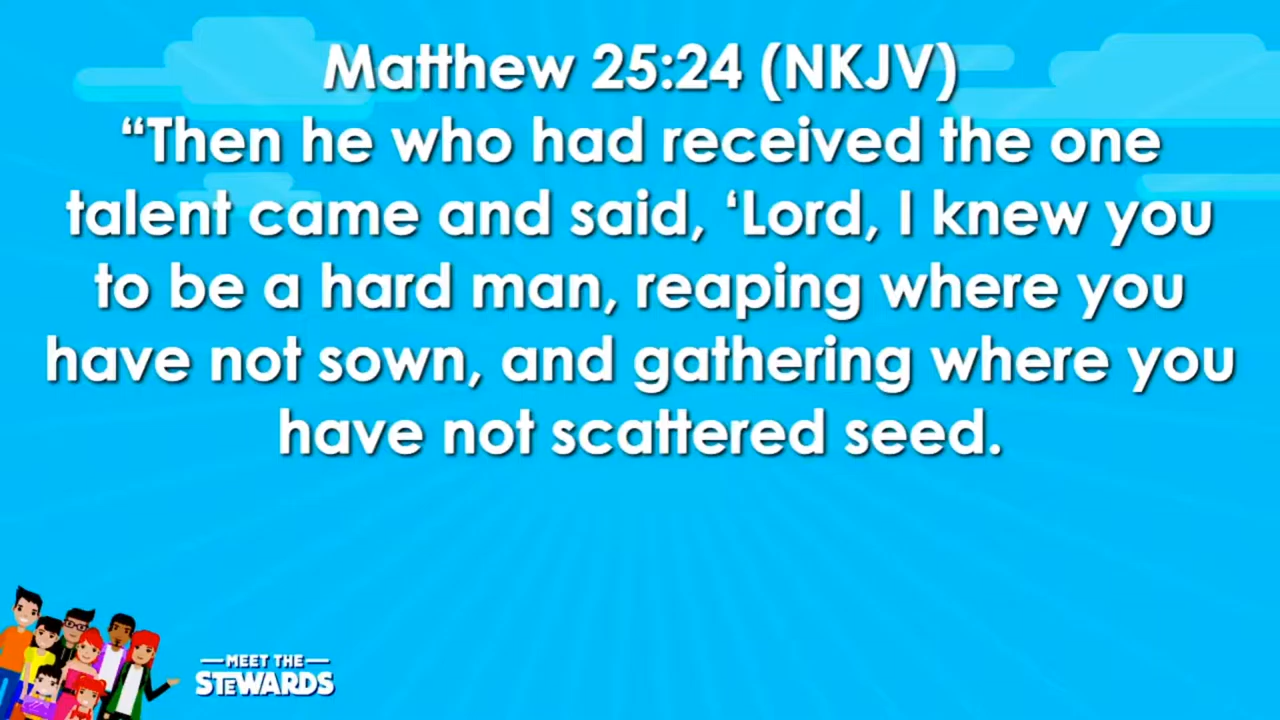 Matthew 25:24 (NKJV)
“Then he who had received the one
talent came and said, ‘Lord, I knew you
to be a hard man, reaping where you
have not sown, and gathering where you
have not scattered seed.
MEET THE
STEWARDS